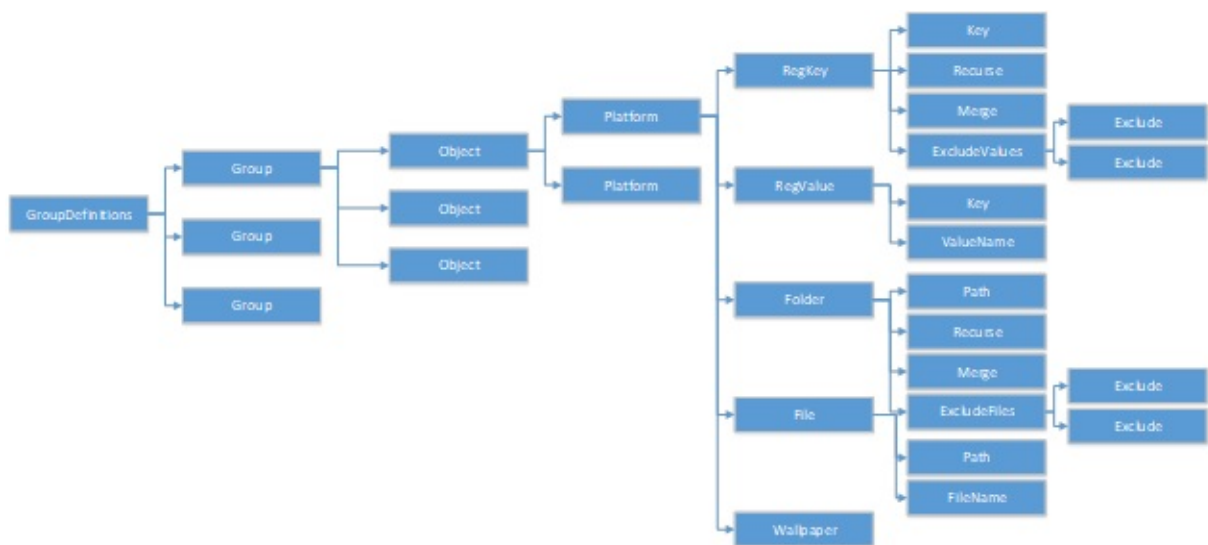 GroupDefinitions
Group
Group
Group
Object
Object
Object
Platform
Platform
RegKey
Key
Recurse
Merge
ExcludeValues
Exclude
Exclude
RegValue
Key
ValueName
Folder
Path
Recurse
Merge
ExcludeFiles
Exclude
Exclude
File
Path
FileName
Wallpaper